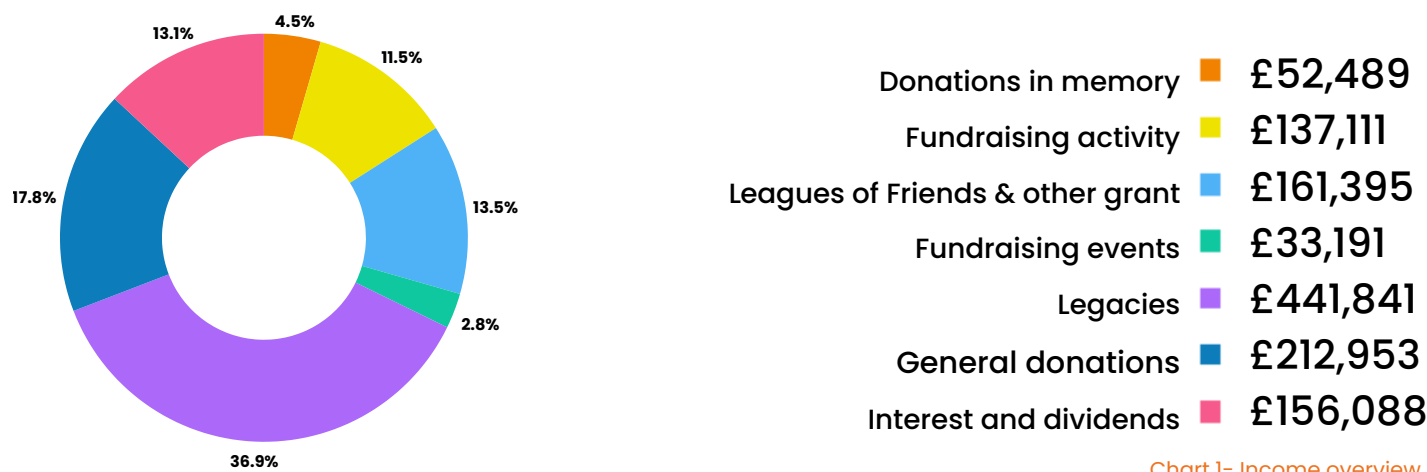 4.5%
11.5%
13.5%
2.8%
36.9%
17.8%
13.1%
Donations in memory £52,489
Fundraising activity £137,111
Leagues of Friends & other grant £161,395
Fundraising events £33,191
Legacies £441,841
General donations £212,953
Interest and dividends £156,088
Chart 1- Income overview